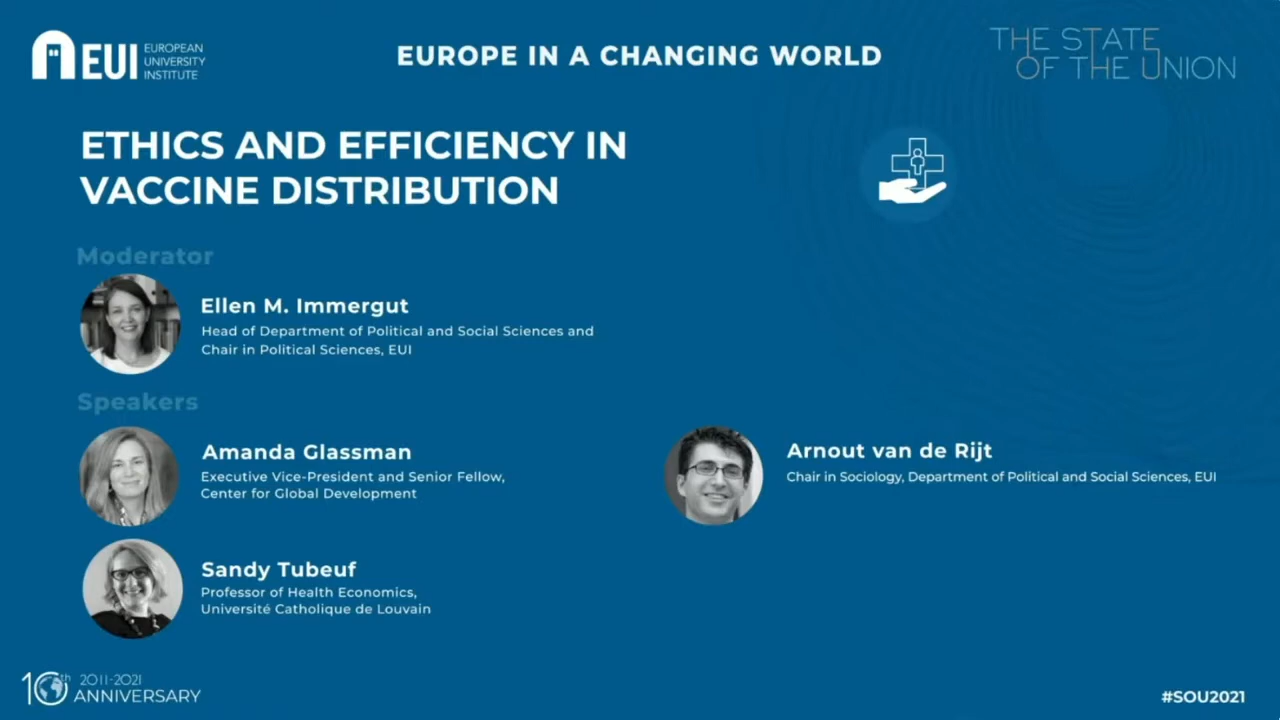 EUI
EUROPEAN
UNIVERSITY
INSTITUTE
EUROPE IN A CHANGING WORLD
THE STATE
OF THE UNION
ETHICS AND EFFICIENCY IN
VACCINE DISTRIBUTION
Moderator
Ellen M. Immergut
Head of Department of Political and Social Sciences and
Chair in Political Sciences, EUI
Speakers
Amanda Glassman
Executive Vice-President and Senior Fellow,
Center for Global Development
Arnout van de Rijt
Chair in Sociology, Department of Political and Social Sciences, EUI
Sandy Tubeuf
Professor of Health Economics,
Université Catholique de Louvain
10th 2011-2021
ANNIVERSARY
#SOU2021